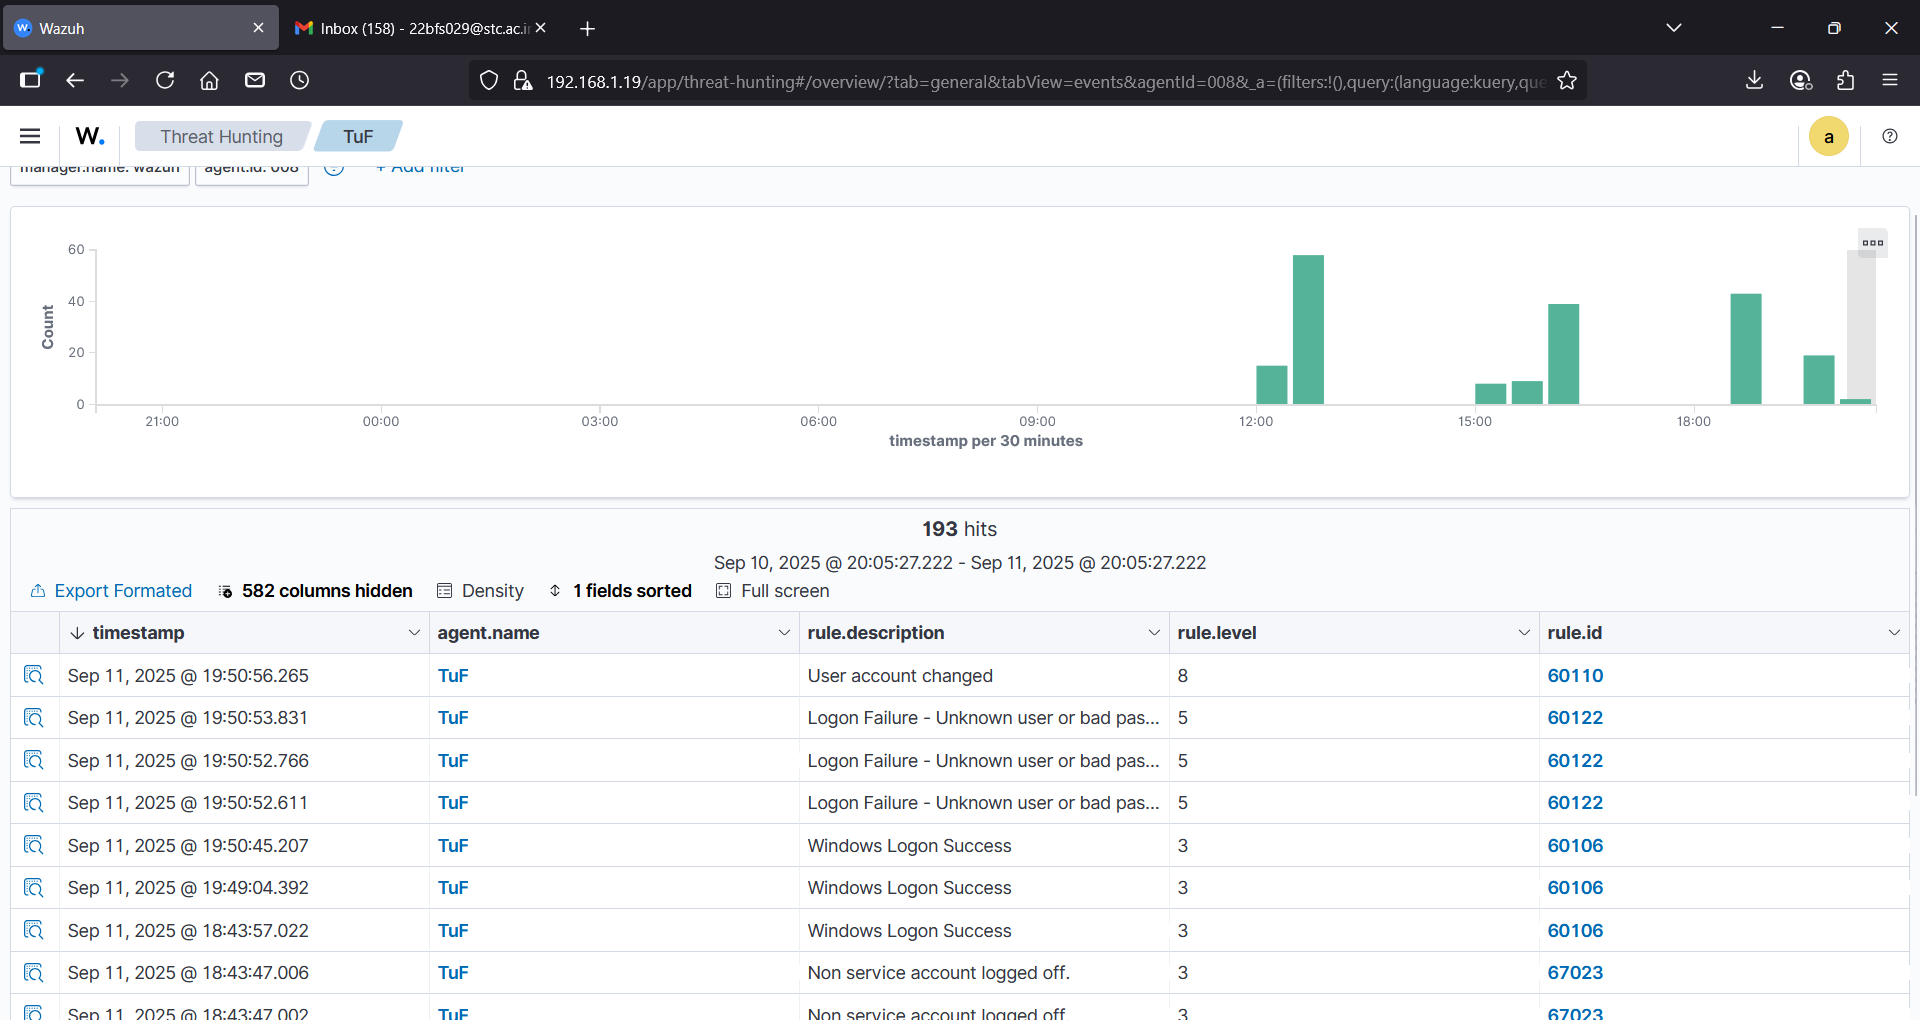 Wazuh
Inbox (158) - 22bfs029@stc.ac.i
192.168.1.19/app/threat-hunting#/overview/?tab=general&tabView=events&agentId=008&_a=(filters:!(),query:(language:kuery,que
W.
Threat Hunting
TuF
a
manager.name: wazuh
agent.id: 008
+ Add filter
Count
60
40
20
0
21:00
00:00
03:00
06:00
09:00
12:00
15:00
18:00
timestamp per 30 minutes
193 hits
Sep 10, 2025 @ 20:05:27.222 - Sep 11, 2025 @ 20:05:27.222
Export Formated
582 columns hidden
Density
1 fields sorted
Full screen
timestamp agent.name rule.description rule.level rule.id
Sep 11, 2025 @ 19:50:56.265 TuF User account changed 8 60110
Sep 11, 2025 @ 19:50:53.831 TuF Logon Failure - Unknown user or bad pas... 5 60122
Sep 11, 2025 @ 19:50:52.766 TuF Logon Failure - Unknown user or bad pas... 5 60122
Sep 11, 2025 @ 19:50:52.611 TuF Logon Failure - Unknown user or bad pas... 5 60122
Sep 11, 2025 @ 19:50:45.207 TuF Windows Logon Success 3 60106
Sep 11, 2025 @ 19:49:04.392 TuF Windows Logon Success 3 60106
Sep 11, 2025 @ 18:43:57.022 TuF Windows Logon Success 3 60106
Sep 11, 2025 @ 18:43:47.006 TuF Non service account logged off. 3 67023
Sep 11, 2025 @ 18:43:47.002 TuF Non service account logged off 3 67023